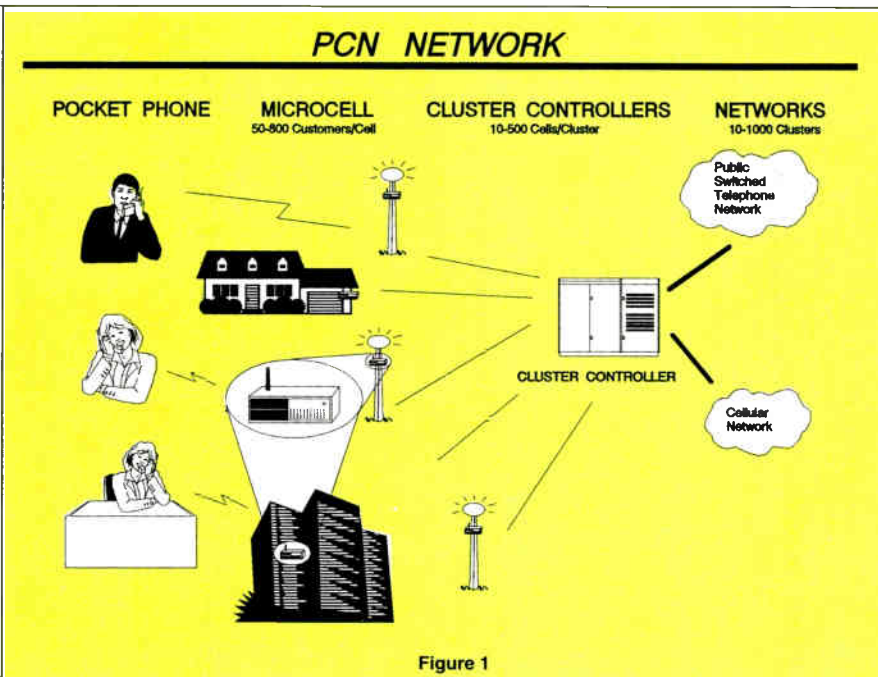 PCN NETWORK
POCKET PHONE
MICROCELL
50-800 Customers/Cell
CLUSTER CONTROLLERS
10-500 Cells/Cluster
NETWORKS
10-1000 Clusters
Public
Switched
Telephone
Network
CLUSTER CONTROLLER
Cellular
Network
Figure 1